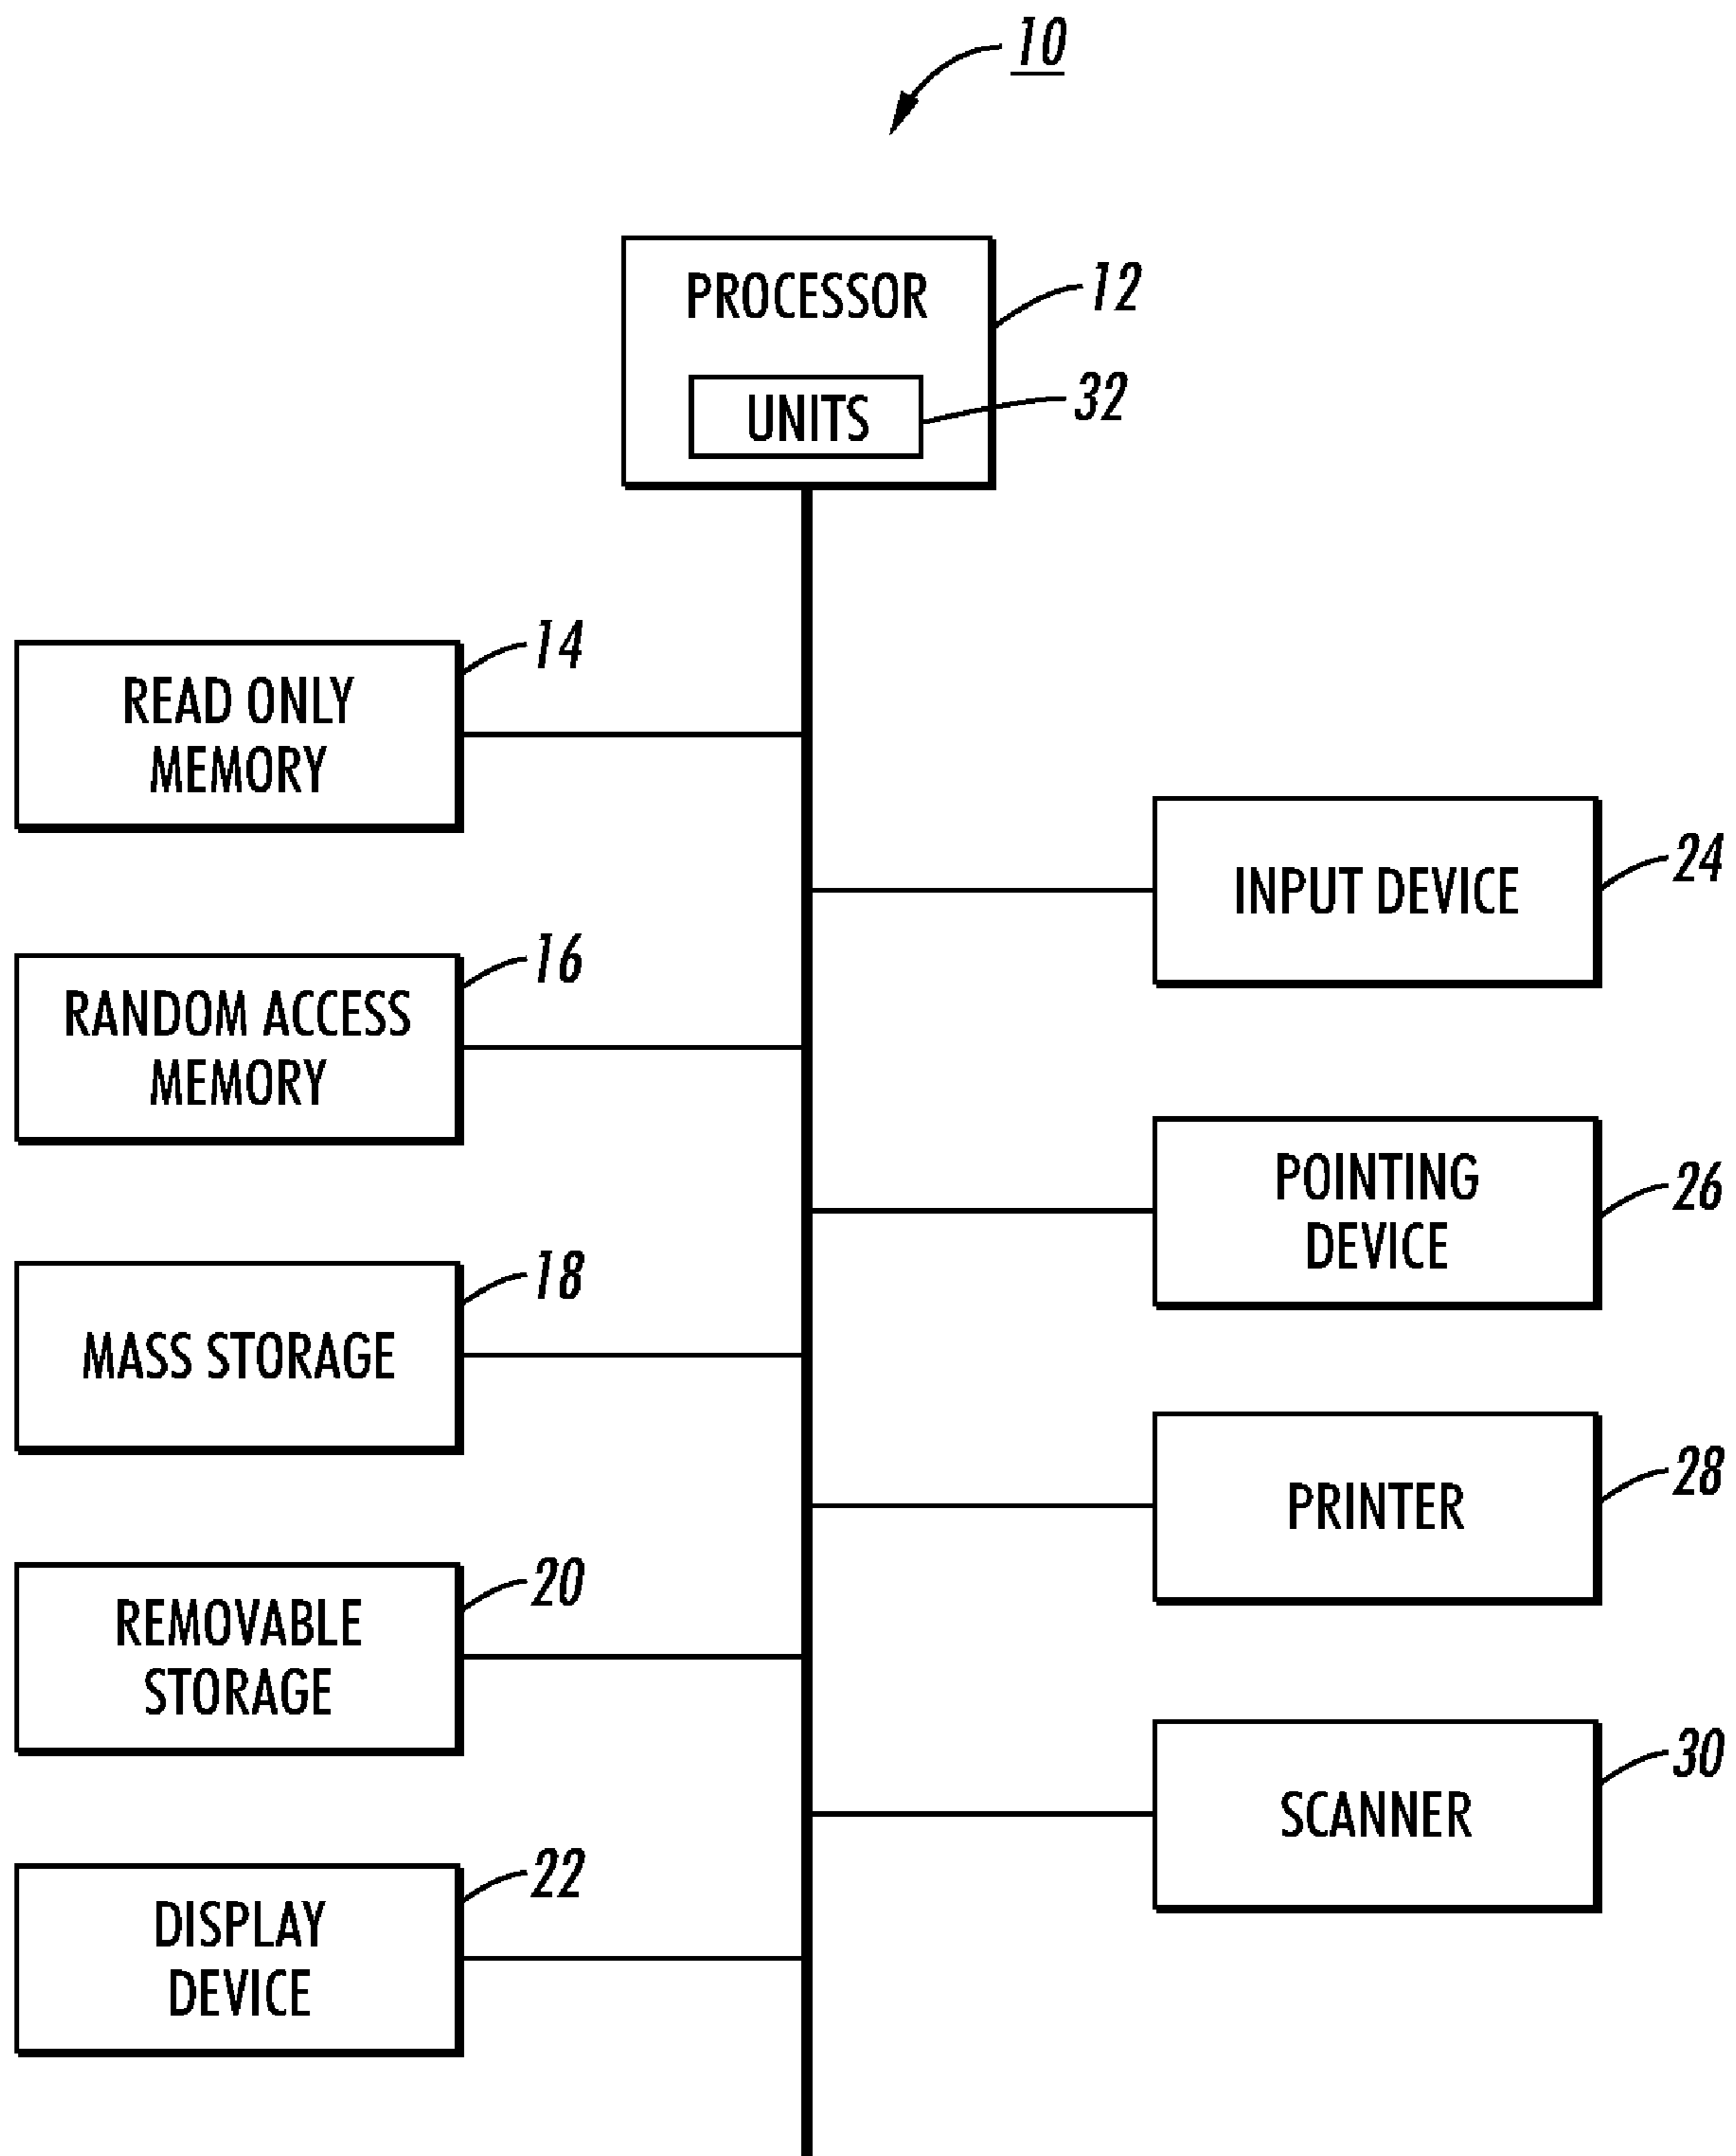 10
PROCESSOR
12
UNITS
32
14
READ ONLY
MEMORY
16
RANDOM ACCESS
MEMORY
18
MASS STORAGE
20
REMOVABLE
STORAGE
22
DISPLAY
DEVICE
24
INPUT DEVICE
26
POINTING
DEVICE
28
PRINTER
30
SCANNER